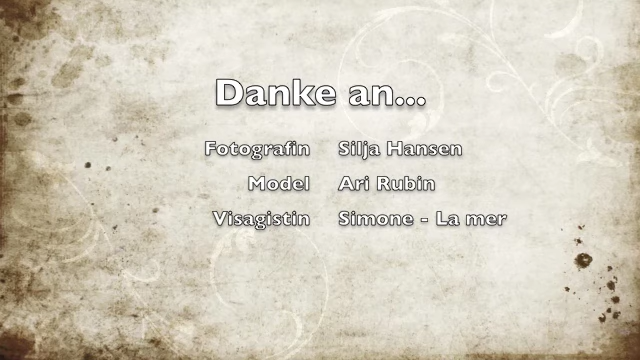 Danke an...
Fotografin Silja Hansen
Model Ari Rubin
Visagistin Simone - La mer